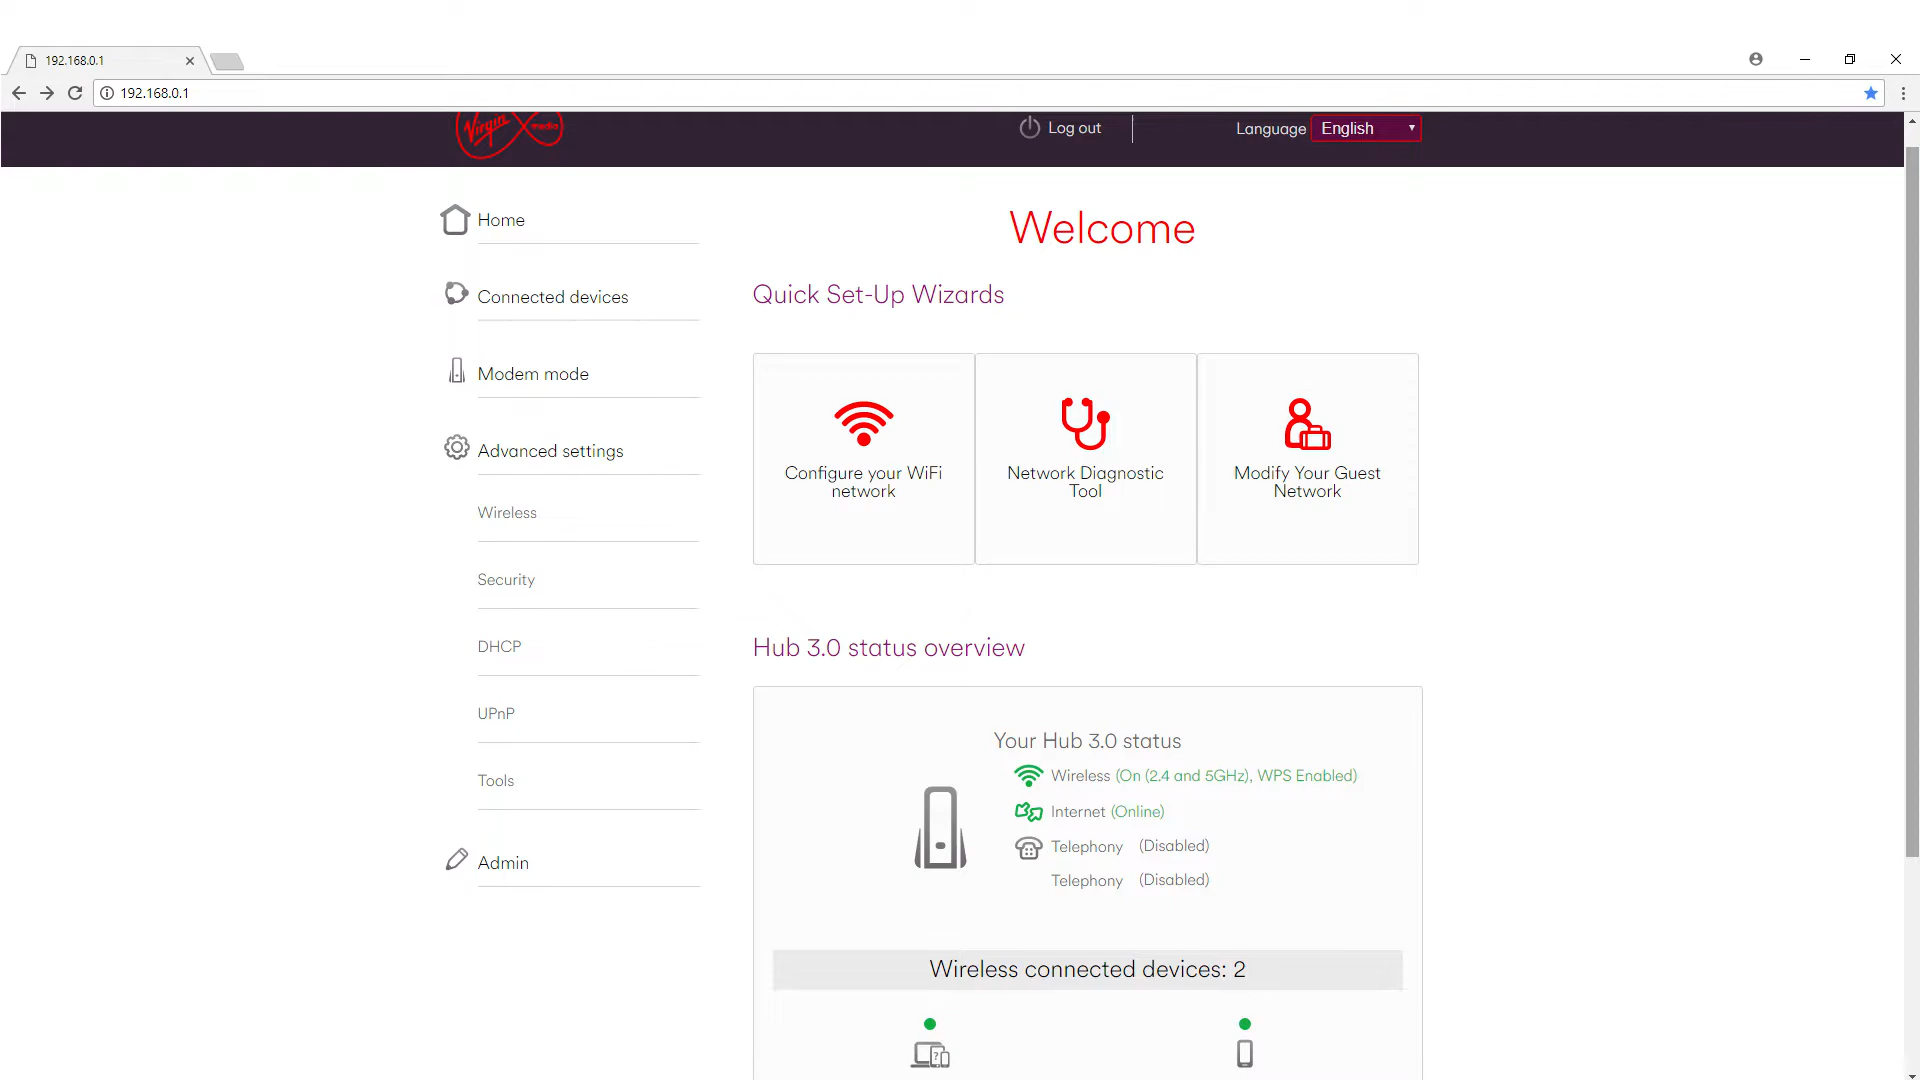 192.168.0.1
192.168.0.1
Virgin media
Log out
Language English
Home
Connected devices
Modem mode
Advanced settings
Wireless
Security
DHCP
UPnP
Tools
Admin
Welcome
Quick Set-Up Wizards
Configure your WiFi
network
Network Diagnostic
Tool
Modify Your Guest
Network
Hub 3.0 status overview
Your Hub 3.0 status
Wireless (On (2.4 and 5GHz), WPS Enabled)
Internet (Online)
Telephony (Disabled)
Telephony (Disabled)
Wireless connected devices: 2
?